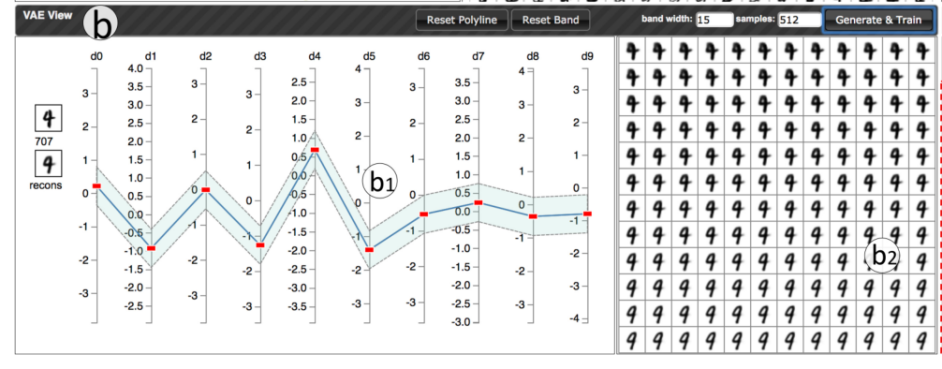 VAE View
b
Reset Polyline
Reset Band
band width: 15
samples: 512
Generate & Train
d0 d1 d2 d3 d4 d5 d6 d7 d8 d9
3 2 1 0 -1 -2 -3
4.0 3.5 3.0 2.5 2.0 1.5 1.0 0.5 0.0 -0.5 -1.0 -1.5 -2.0 -2.5
3 2 1 0 -1 -2 -3
3 2 1 0 -1 -2 -3
2.5 2.0 1.5 1.0 0.5 0.0 -0.5 -1.0 -1.5 -2.0 -2.5 -3.0 -3.5
4 3 2 1 0 -1 -2 -3
3 2 1 0 -1 -2 -3
3.5 3.0 2.5 2.0 1.5 1.0 0.5 0.0 -0.5 -1.0 -1.5 -2.0 -2.5 -3.0
4 3 2 1 0 -1 -2 -3
3 2 1 0 -1 -2 -3 -4
707
recons
b1
b2